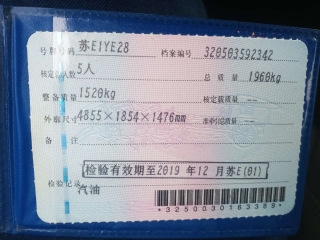 号牌号码 苏E1YE28 档案编号 320503592342
核定载人数 5人 总质量 1960kg
整备质量 1520kg 核定载质量 --
外廓尺寸 4855×1854×1476mm 准牵引总质量 --
备注
检验有效期至2019年12月苏E(01)
检验记录
汽油
*3250030163389*